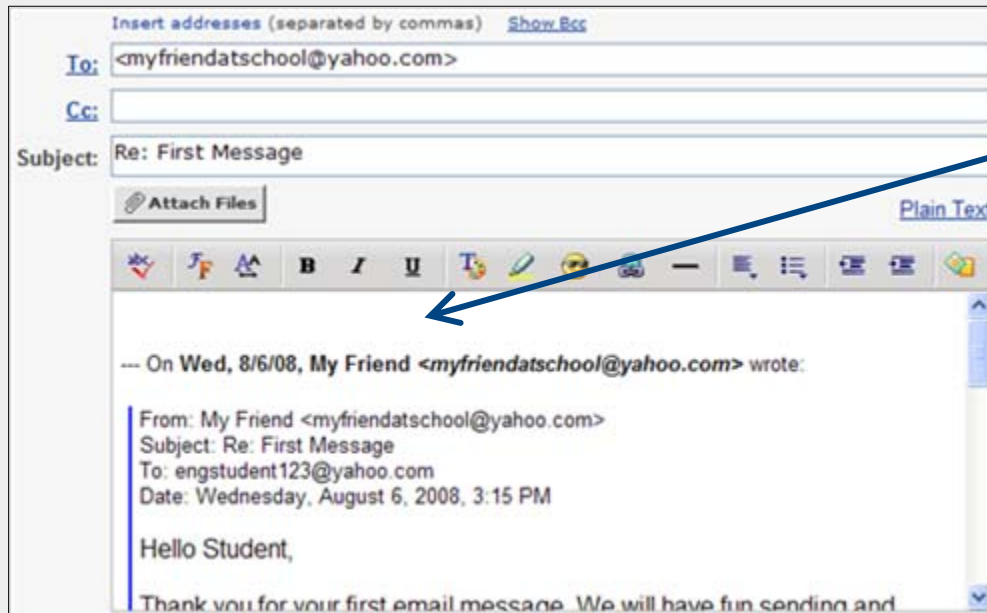 Insert addresses (separated by commas) Show Bcc
To: <myfriendatschool@yahoo.com>
Cc:
Subject: Re: First Message
Attach Files
Plain Text
B I U
--- On Wed, 8/6/08, My Friend <myfriendatschool@yahoo.com> wrote:
From: My Friend <myfriendatschool@yahoo.com>
Subject: Re: First Message
To: engstudent123@yahoo.com
Date: Wednesday, August 6, 2008, 3:15 PM
Hello Student,
Thank you for your first email message. We will have fun sending and